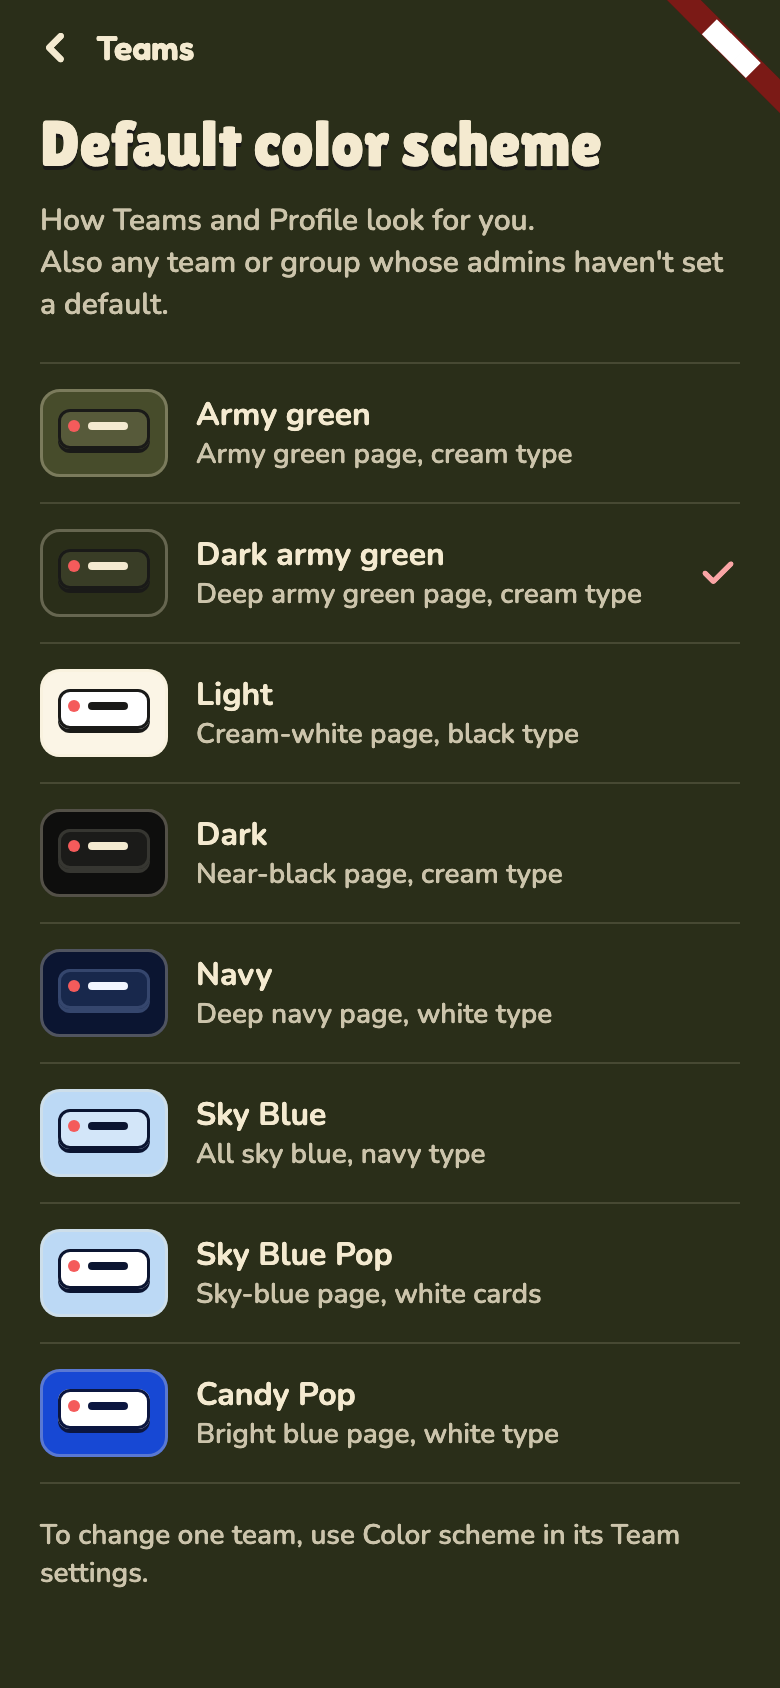 Teams
Default color scheme
How Teams and Profile look for you.
Also any team or group whose admins haven't set
a default.
Army green
Army green page, cream type
Dark army green
Deep army green page, cream type
Light
Cream-white page, black type
Dark
Near-black page, cream type
Navy
Deep navy page, white type
Sky Blue
All sky blue, navy type
Sky Blue Pop
Sky-blue page, white cards
Candy Pop
Bright blue page, white type
To change one team, use Color scheme in its Team
settings.